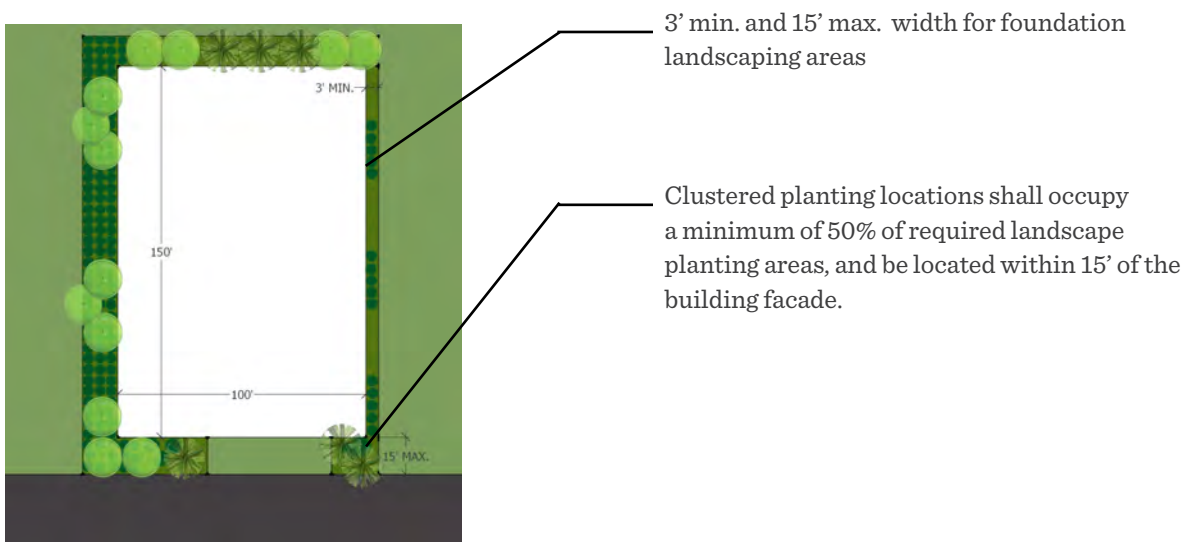 3’ min. and 15’ max.  width for foundation
landscaping areas
3' MIN.
Clustered planting locations shall occupy
a minimum of 50% of required landscape
planting areas, and be located within 15’ of the
building facade.
150'
100'
15' MAX.